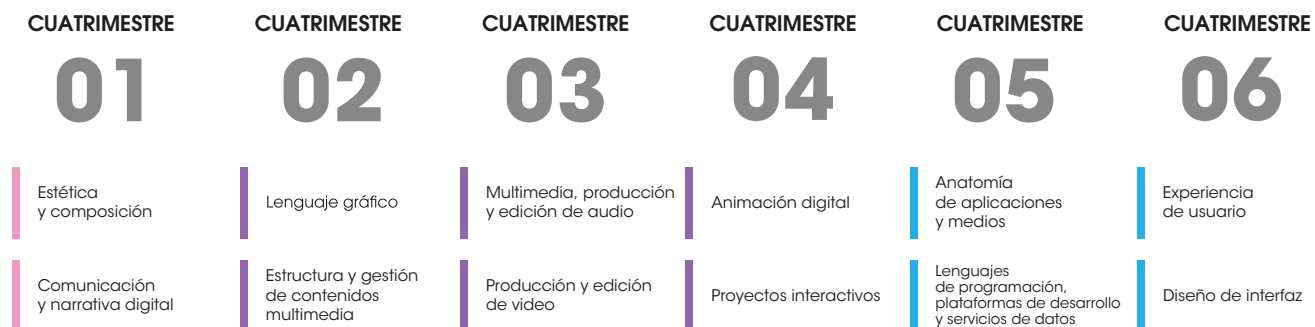 CUATRIMESTRE
01
Estética
y composición
Comunicación
y narrativa digital
CUATRIMESTRE
02
Lenguaje gráfico
Estructura y gestión
de contenidos
multimedia
CUATRIMESTRE
03
Multimedia, producción
y edición de audio
Producción y edición
de video
CUATRIMESTRE
04
Animación digital
Proyectos interactivos
CUATRIMESTRE
05
Anatomía
de aplicaciones
y medios
Lenguajes
de programación,
plataformas de desarrollo
y servicios de datos
CUATRIMESTRE
06
Experiencia
de usuario
Diseño de interfaz